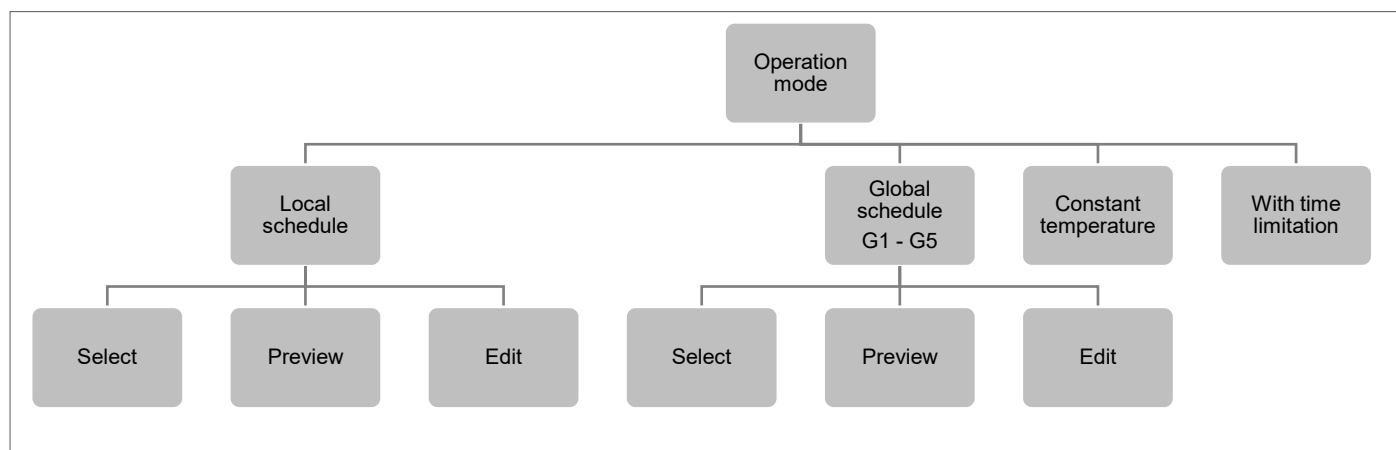 Operation
mode
Local
schedule
Global
schedule
G1 - G5
Constant
temperature
With time
limitation
Select
Preview
Edit
Select
Preview
Edit